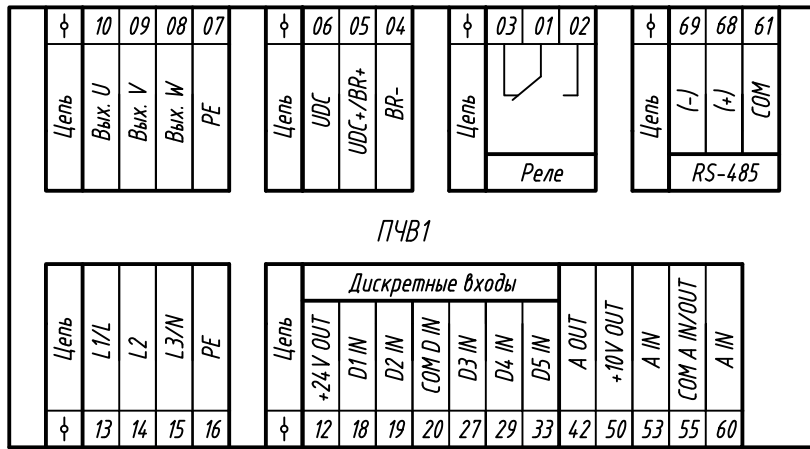 10 09 08 07
Цепь Вых. U Вых. V Вых. W PE
06 05 04
Цепь UDC UDC+/BR+ BR-
03 01 02
Цепь
Реле
69 68 61
Цепь (-) (+) COM
RS-485
ПЧВ1
Цепь L1/L L2 L3/N PE
13 14 15 16
Дискретные входы
Цепь +24V OUT D1 IN D2 IN COM D IN D3 IN D4 IN D5 IN A OUT +10V OUT A IN COM A IN/OUT A IN
12 18 19 20 27 29 33 42 50 53 55 60